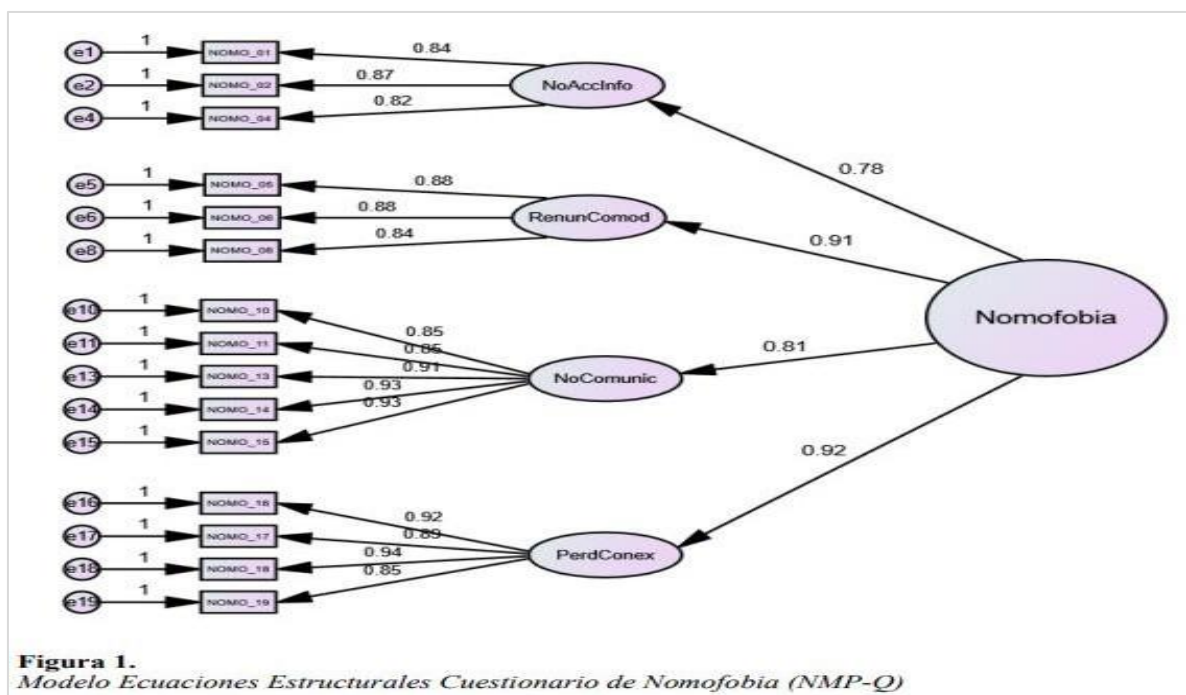 e1 1 NOMO_01 0.84
e2 1 NOMO_02 0.87 NoAccInfo
e4 1 NOMO_04 0.82
0.78
e5 1 NOMO_05 0.88
e6 1 NOMO_06 0.88 RenunComod
e8 1 NOMO_08 0.84
0.91
e10 1 NOMO_10 0.85
e11 1 NOMO_11 0.85
e13 1 NOMO_13 0.91 NoComunic
e14 1 NOMO_14 0.93
e15 1 NOMO_15 0.93
0.81
Nomofobia
e16 1 NOMO_16 0.92
e17 1 NOMO_17 0.89
e18 1 NOMO_18 0.94 PerdConex
e19 1 NOMO_19 0.85
0.92
Figura 1.
Modelo Ecuaciones Estructurales Cuestionario de Nomofobia (NMP-Q)